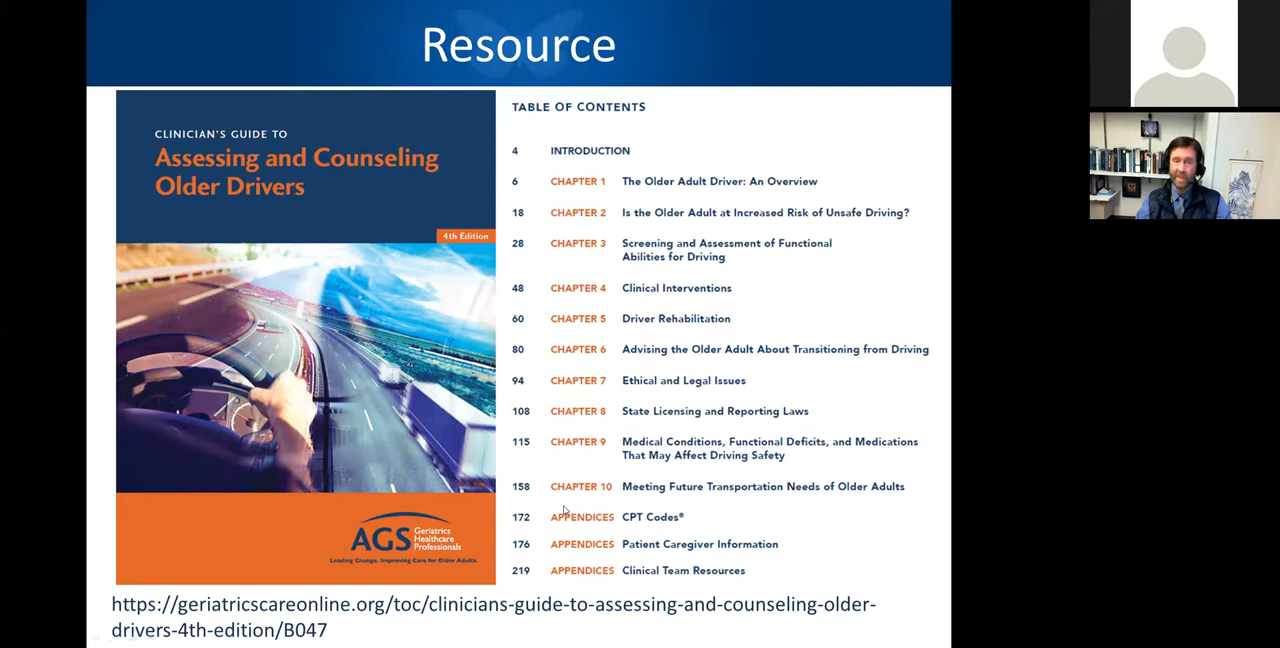 Resource
CLINICIAN'S GUIDE TO
Assessing and Counseling
Older Drivers
4th Edition
AGS
Geriatrics
Healthcare
Professionals
Leading Change. Improving Care for Older Adults.
TABLE OF CONTENTS
4 INTRODUCTION
6 CHAPTER 1 The Older Adult Driver: An Overview
18 CHAPTER 2 Is the Older Adult at Increased Risk of Unsafe Driving?
28 CHAPTER 3 Screening and Assessment of Functional
Abilities for Driving
48 CHAPTER 4 Clinical Interventions
60 CHAPTER 5 Driver Rehabilitation
80 CHAPTER 6 Advising the Older Adult About Transitioning from Driving
94 CHAPTER 7 Ethical and Legal Issues
108 CHAPTER 8 State Licensing and Reporting Laws
115 CHAPTER 9 Medical Conditions, Functional Deficits, and Medications
That May Affect Driving Safety
158 CHAPTER 10 Meeting Future Transportation Needs of Older Adults
172 APPENDICES CPT Codes®
176 APPENDICES Patient Caregiver Information
219 APPENDICES Clinical Team Resources
https://geriatricscareonline.org/toc/clinicians-guide-to-assessing-and-counseling-older-
drivers-4th-edition/B047